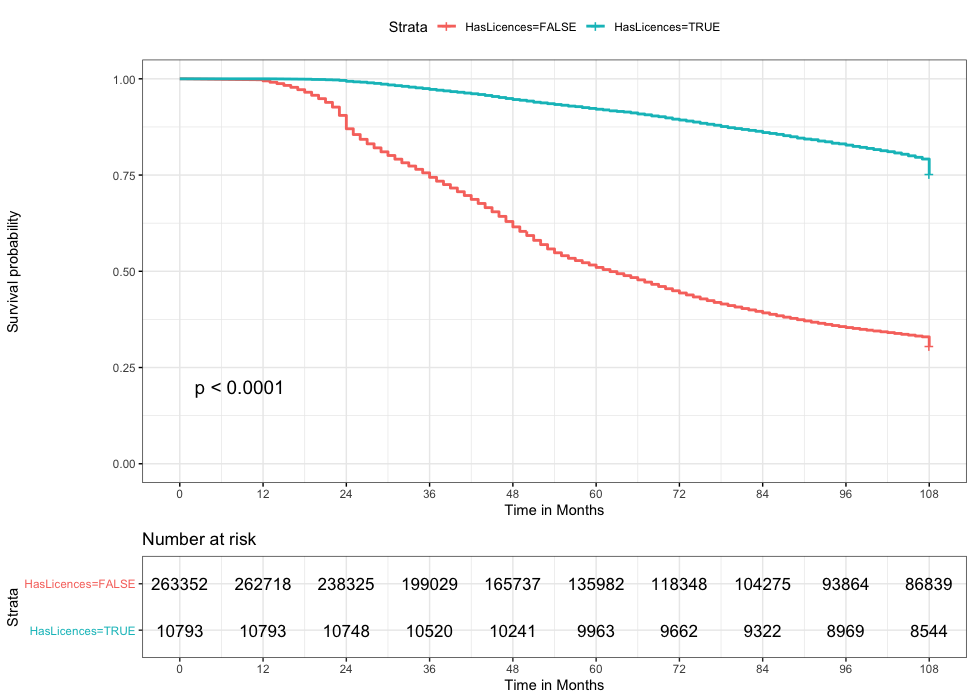 Strata HasLicences=FALSE HasLicences=TRUE
Survival probability
1.00
0.75
0.50
0.25
0.00
p < 0.0001
0 12 24 36 48 60 72 84 96 108
Time in Months
Number at risk
Strata
HasLicences=FALSE 263352 262718 238325 199029 165737 135982 118348 104275 93864 86839
HasLicences=TRUE 10793 10793 10748 10520 10241 9963 9662 9322 8969 8544
0 12 24 36 48 60 72 84 96 108
Time in Months